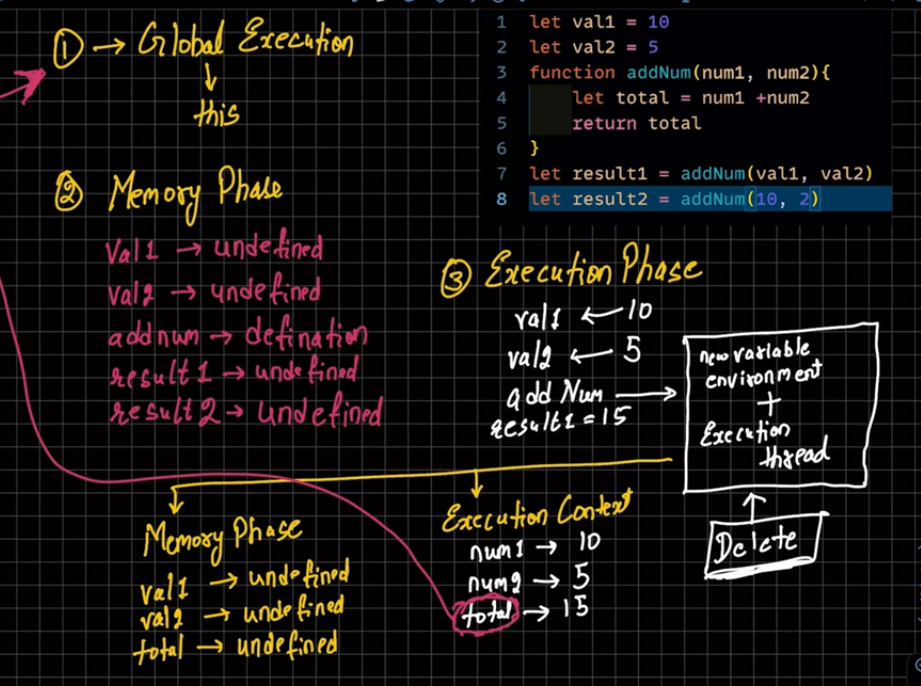 ① → Global Execution
↓
this
1 let val1 = 10
2 let val2 = 5
3 function addNum(num1, num2){
4 let total = num1 +num2
5 return total
6 }
7 let result1 = addNum(val1, val2)
8 let result2 = addNum(10, 2)
② Memory Phase
Val1 → undefined
val2 → undefined
addnum → defination
result1 → undefined
result2 → undefined
③ Execution Phase
val1 ← 10
val2 ← 5
add Num →
result1 = 15
new variable
environment
+
Execution
thread
Delete
Memory Phase
val1 → undefined
val2 → undefined
total → undefined
Execution Context
num1 → 10
num2 → 5
total → 15